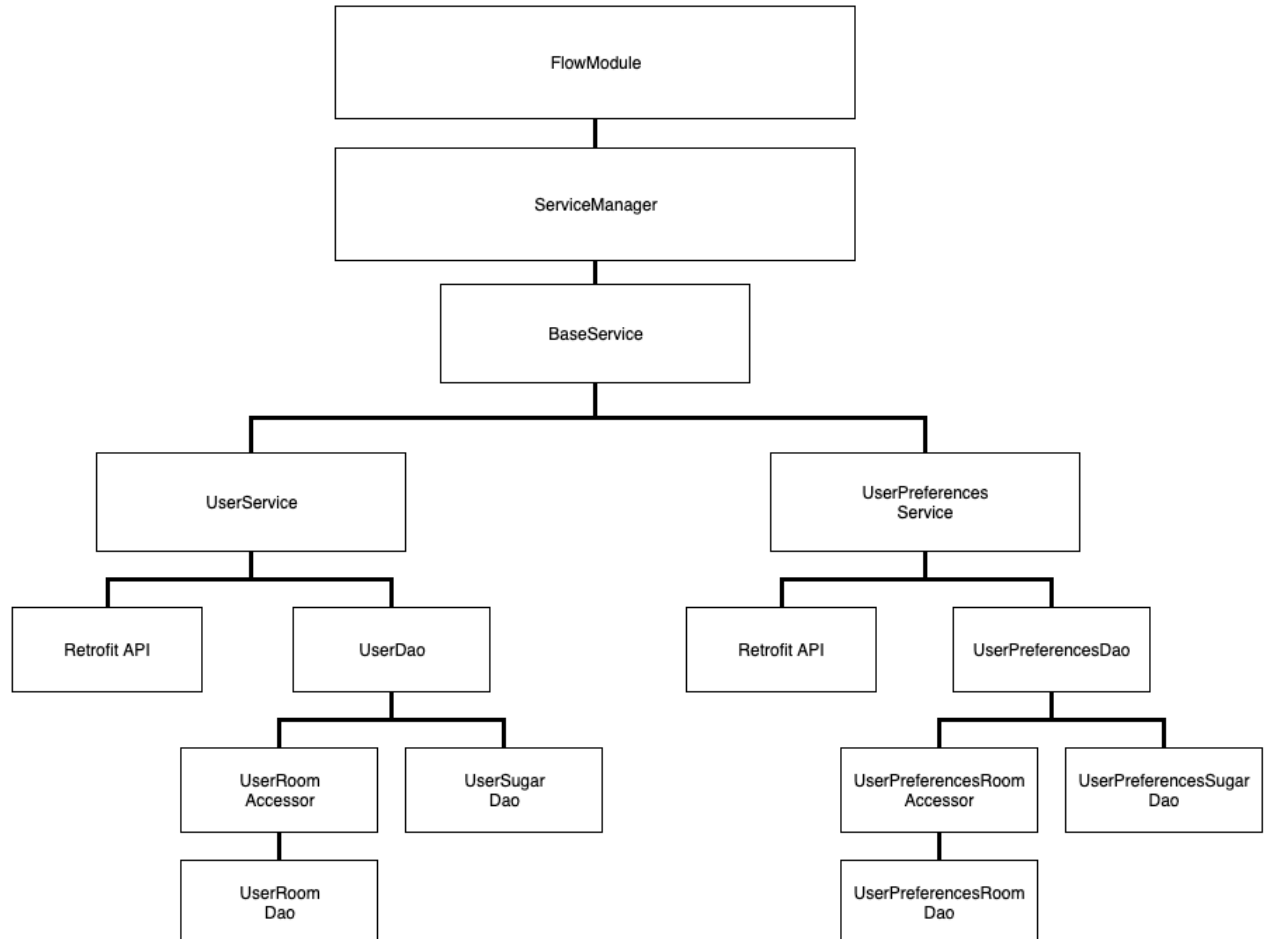 FlowModule
ServiceManager
BaseService
UserService
UserPreferences
Service
Retrofit API
UserDao
Retrofit API
UserPreferencesDao
UserRoom
Accessor
UserSugar
Dao
UserPreferencesRoom
Accessor
UserPreferencesSugar
Dao
UserRoom
Dao
UserPreferencesRoom
Dao